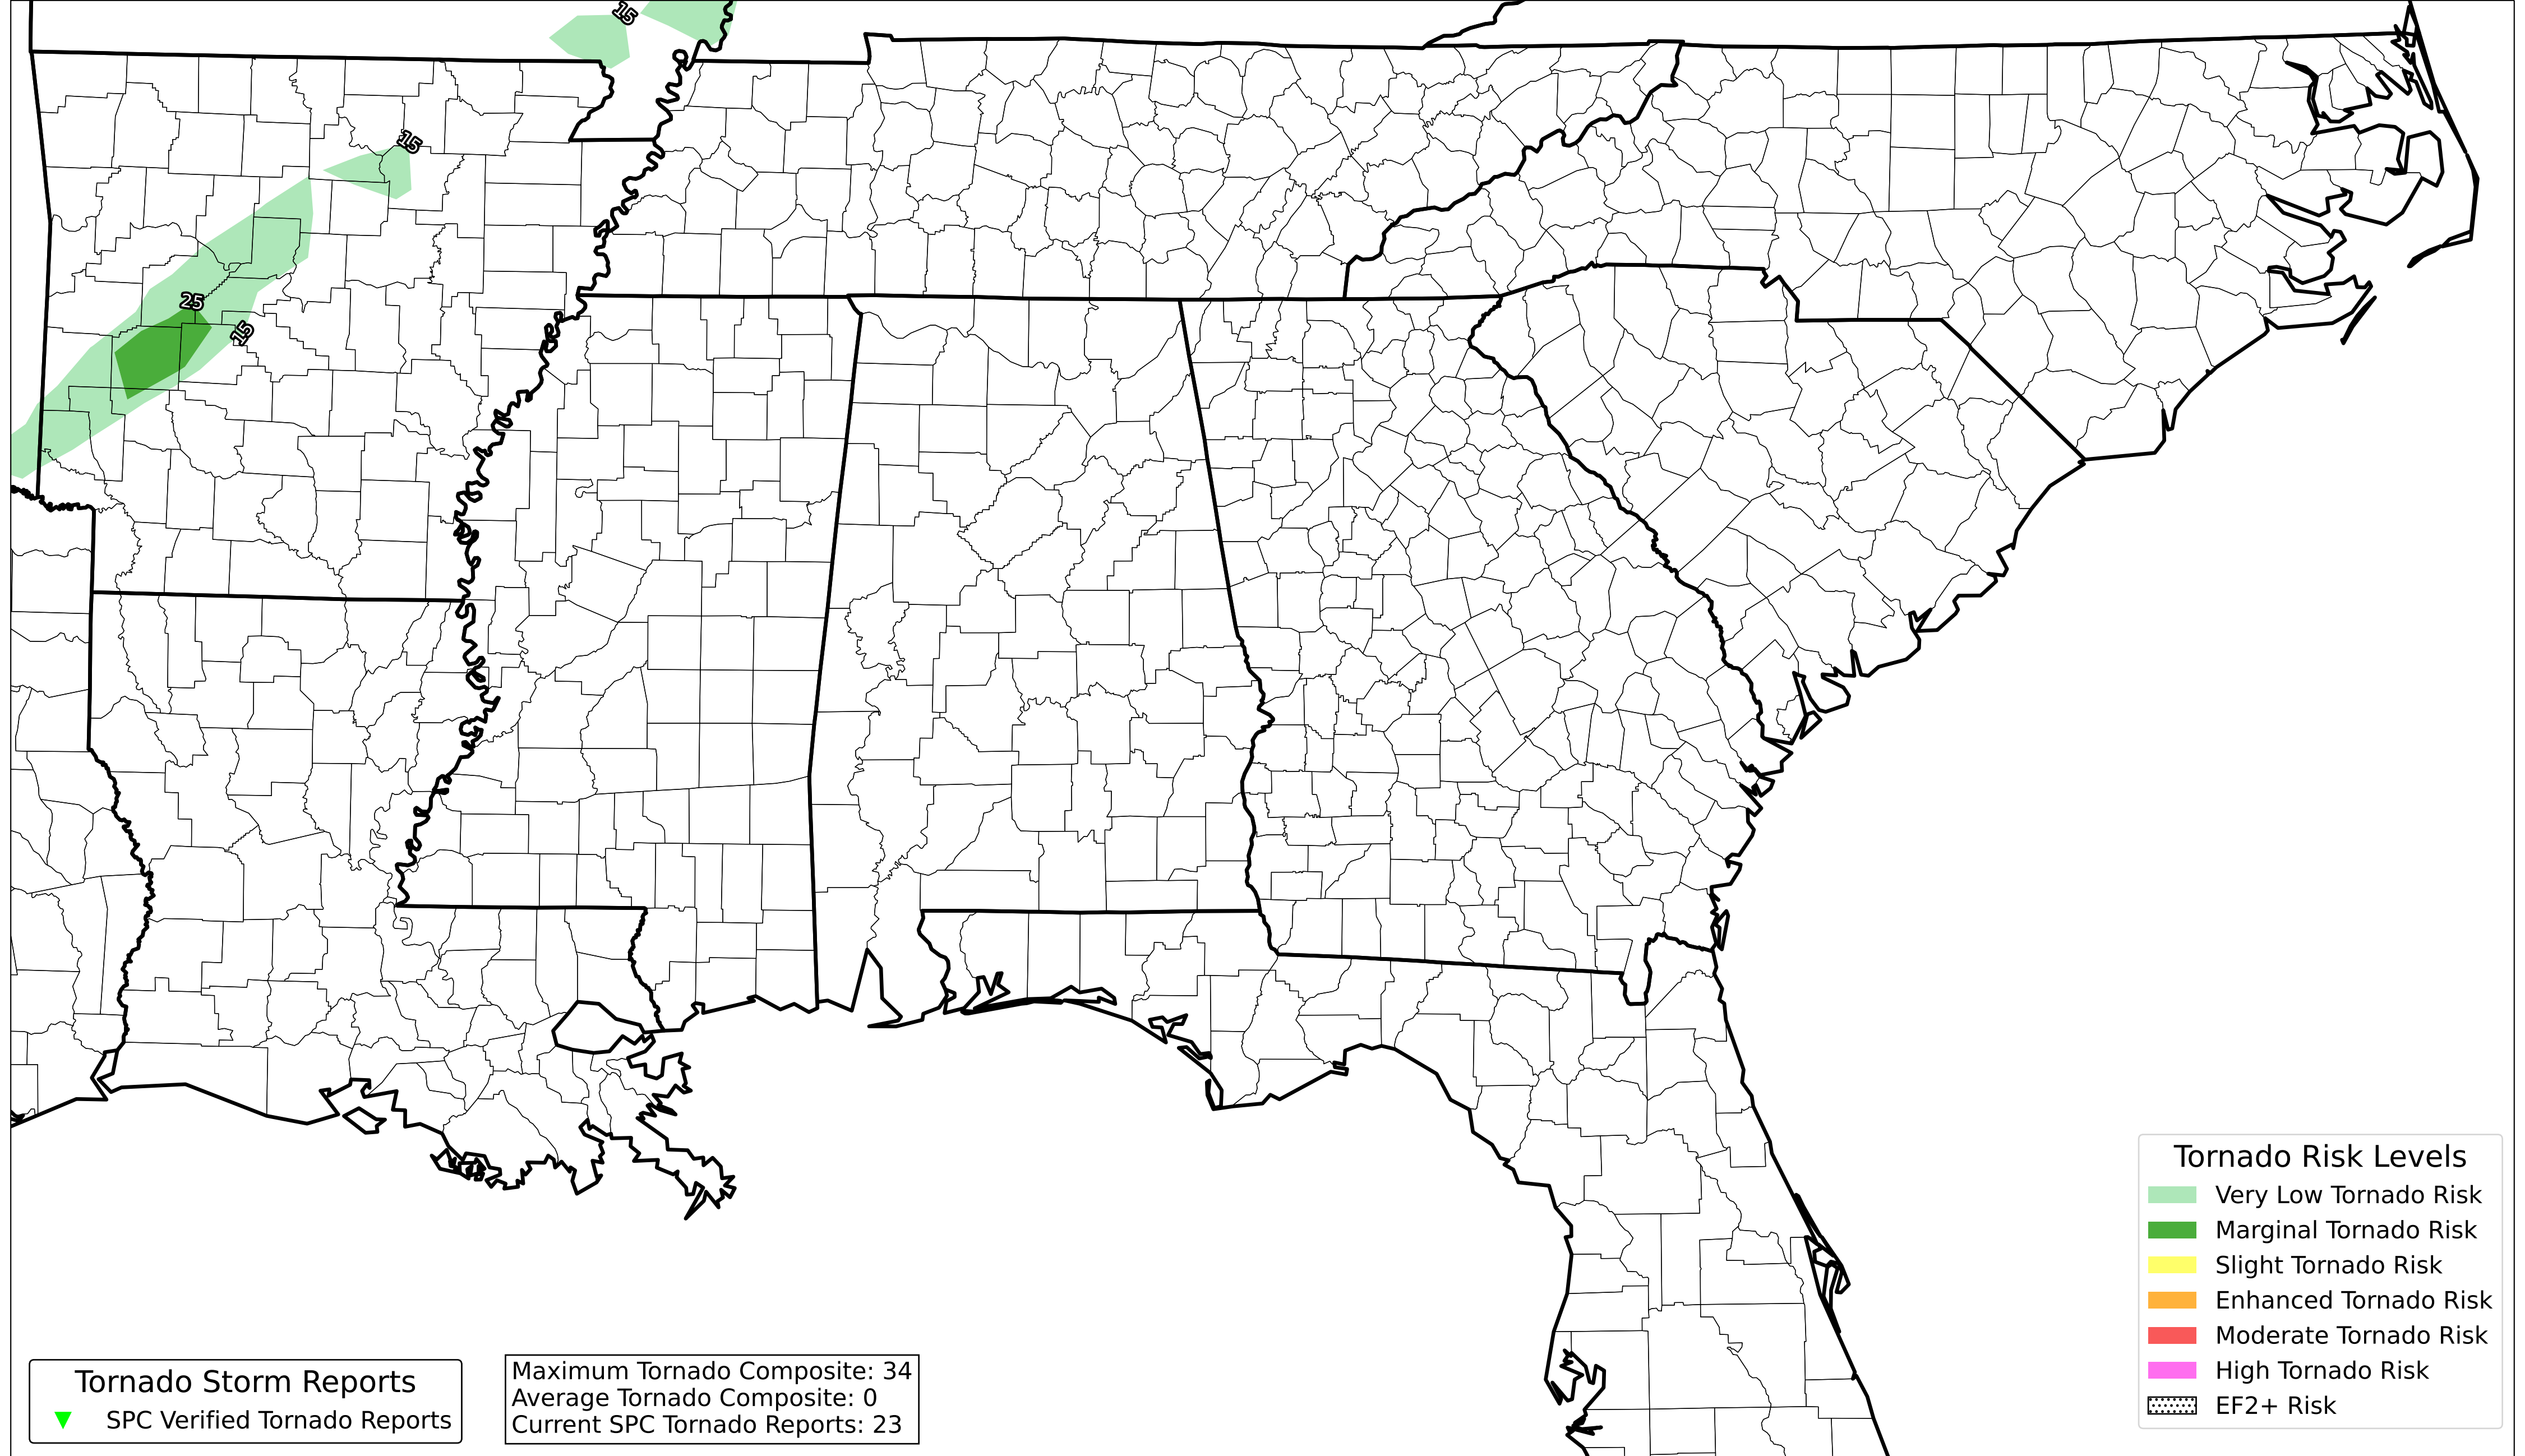 15
15
25
15
Tornado Risk Levels
Very Low Tornado Risk
Marginal Tornado Risk
Slight Tornado Risk
Enhanced Tornado Risk
Moderate Tornado Risk
High Tornado Risk
EF2+ Risk
Tornado Storm Reports
SPC Verified Tornado Reports
Maximum Tornado Composite: 34
Average Tornado Composite: 0
Current SPC Tornado Reports: 23